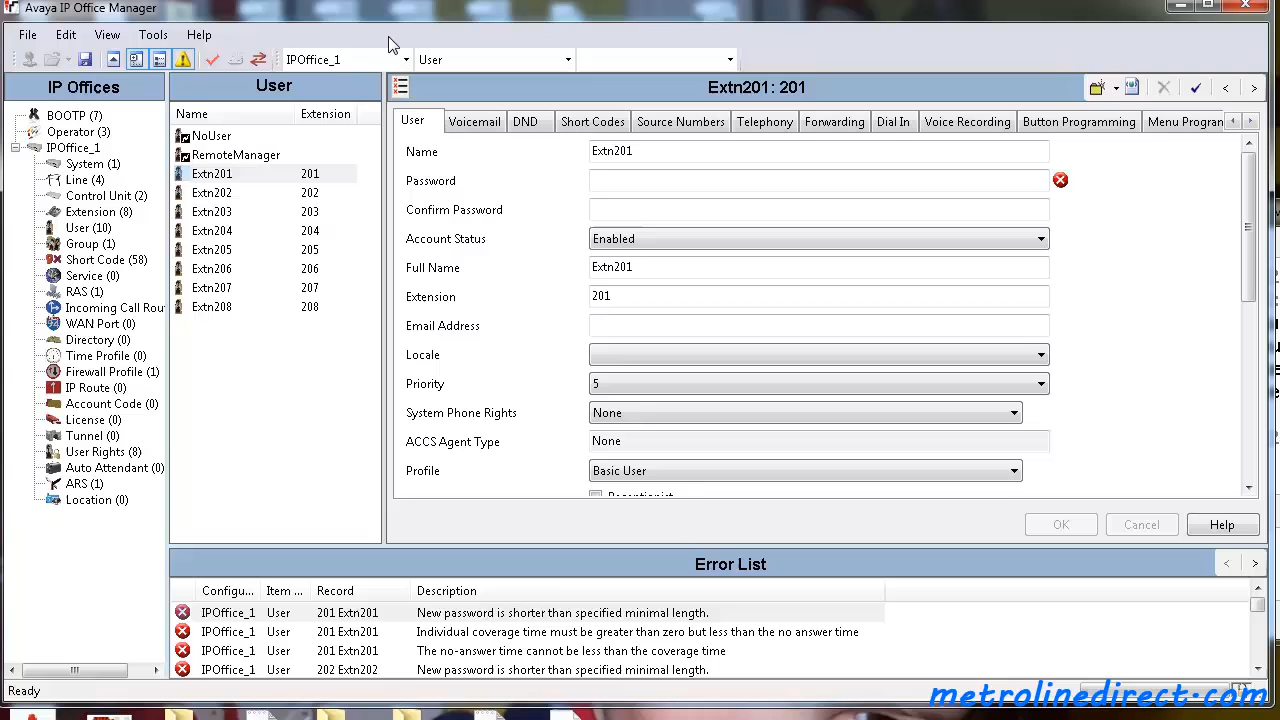 Avaya IP Office Manager
File Edit View Tools Help
IPOffice_1 User
IP Offices
BOOTP (7)
Operator (3)
IPOffice_1
System (1)
Line (4)
Control Unit (2)
Extension (8)
User (10)
Group (1)
Short Code (58)
Service (0)
RAS (1)
Incoming Call Rou
WAN Port (0)
Directory (0)
Time Profile (0)
Firewall Profile (1)
IP Route (0)
Account Code (0)
License (0)
Tunnel (0)
User Rights (8)
Auto Attendant (0)
ARS (1)
Location (0)
User
Name Extension
NoUser
RemoteManager
Extn201 201
Extn202 202
Extn203 203
Extn204 204
Extn205 205
Extn206 206
Extn207 207
Extn208 208
Extn201: 201
User Voicemail DND Short Codes Source Numbers Telephony Forwarding Dial In Voice Recording Button Programming Menu Program
Name Extn201
Password
Confirm Password
Account Status Enabled
Full Name Extn201
Extension 201
Email Address
Locale
Priority 5
System Phone Rights None
ACCS Agent Type None
Profile Basic User
Receptionist
OK Cancel Help
Error List
Configu... Item ... Record Description
IPOffice_1 User 201 Extn201 New password is shorter than specified minimal length.
IPOffice_1 User 201 Extn201 Individual coverage time must be greater than zero but less than the no answer time
IPOffice_1 User 201 Extn201 The no-answer time cannot be less than the coverage time
IPOffice_1 User 202 Extn202 New password is shorter than specified minimal length.
Ready
metrolinedirect.com